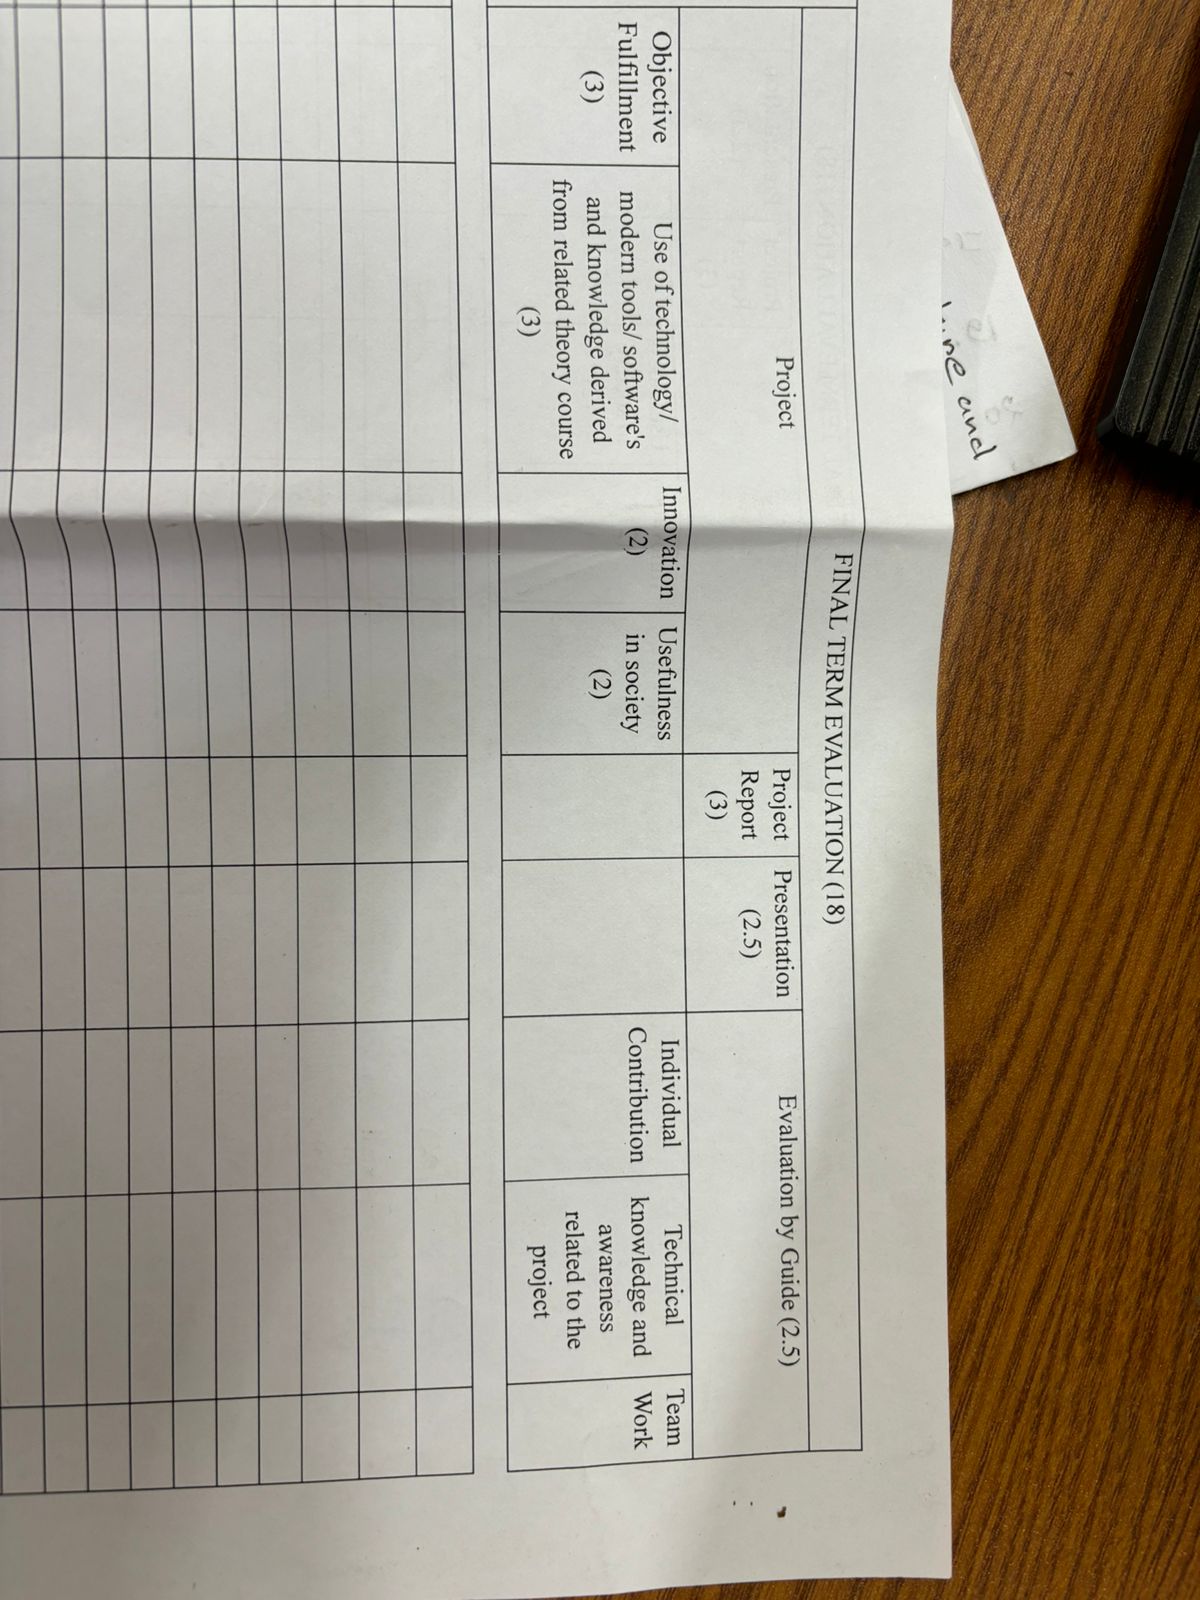 and
FINAL TERM EVALUATION (18)
Project
Project
Report
(3)
Presentation
(2.5)
Evaluation by Guide (2.5)
Objective
Fulfillment
(3)
Use of technology/
modern tools/ software's
and knowledge derived
from related theory course
(3)
Innovation
(2)
Usefulness
in society
(2)
Individual
Contribution
Technical
knowledge and
awareness
related to the
project
Team
Work